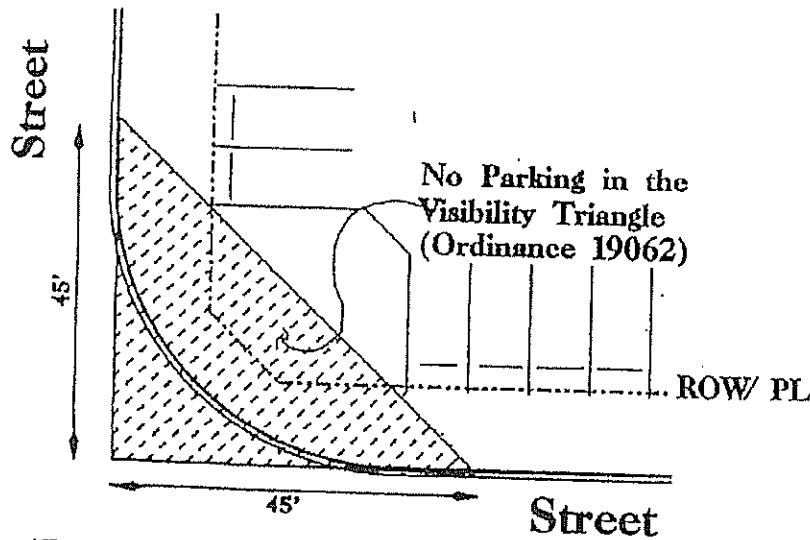 Street
No Parking in the
Visibility Triangle
(Ordinance 19062)
45'
ROW/ PL
45'
Street